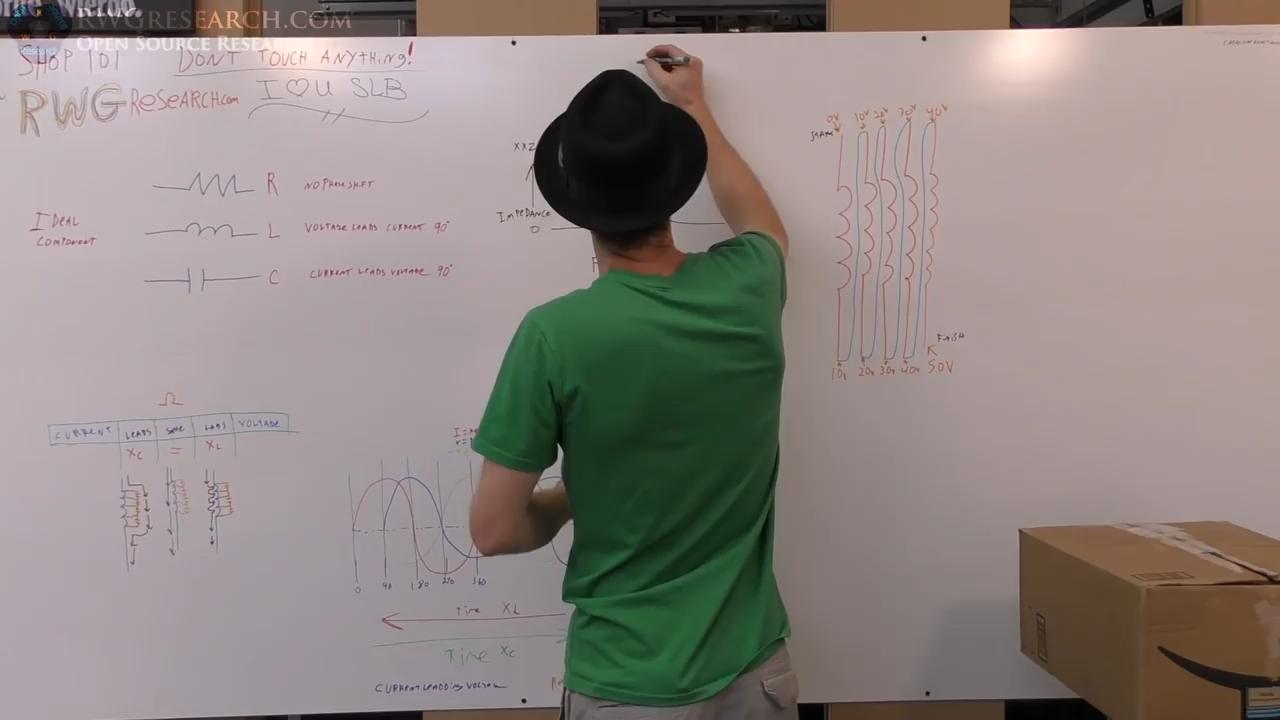 RWGRESEARCH.COM
OPEN SOURCE RESEA
SHOP 101 DON'T TOUCH ANYTHING!
RWG RESEARCH.com I ♡ U SLB
R NO PHASE SHIFT
IDEAL COMPONENT
L VOLTAGE LEADS CURRENT 90°
C CURRENT LEADS VOLTAGE 90°
XXZ
IMPEDANCE
0
0V 10V 20V 30V 40V
START
FINISH
10V 20V 30V 40V 50V
Ω
CURRENT LEADS SAME LAGS VOLTAGE
XC = XL
0 90 180 270 360
TIME XL
TIME XC
CURRENT LEADDING VOLTAGE